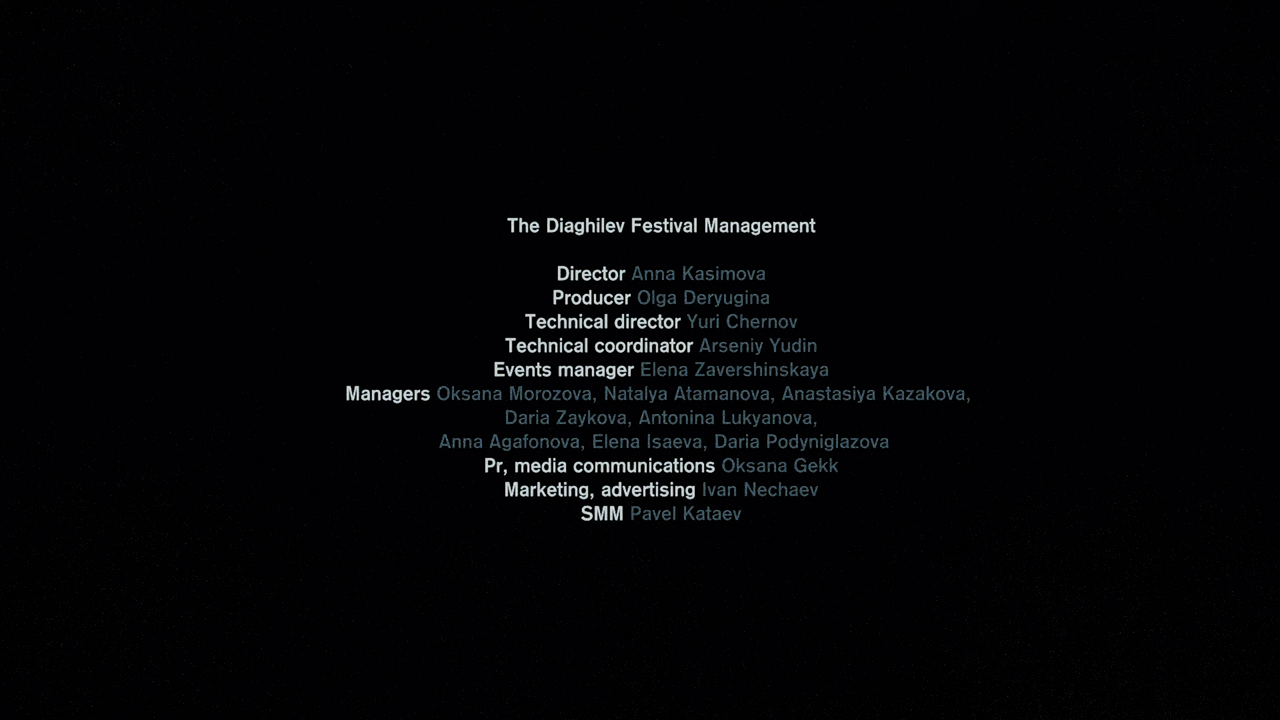 The Diaghilev Festival Management
Director Anna Kasimova
Producer Olga Deryugina
Technical director Yuri Chernov
Technical coordinator Arseniy Yudin
Events manager Elena Zavershinskaya
Managers Oksana Morozova, Natalya Atamanova, Anastasiya Kazakova,
Daria Zaykova, Antonina Lukyanova,
Anna Agafonova, Elena Isaeva, Daria Podyniglazova
Pr, media communications Oksana Gekk
Marketing, advertising Ivan Nechaev
SMM Pavel Kataev